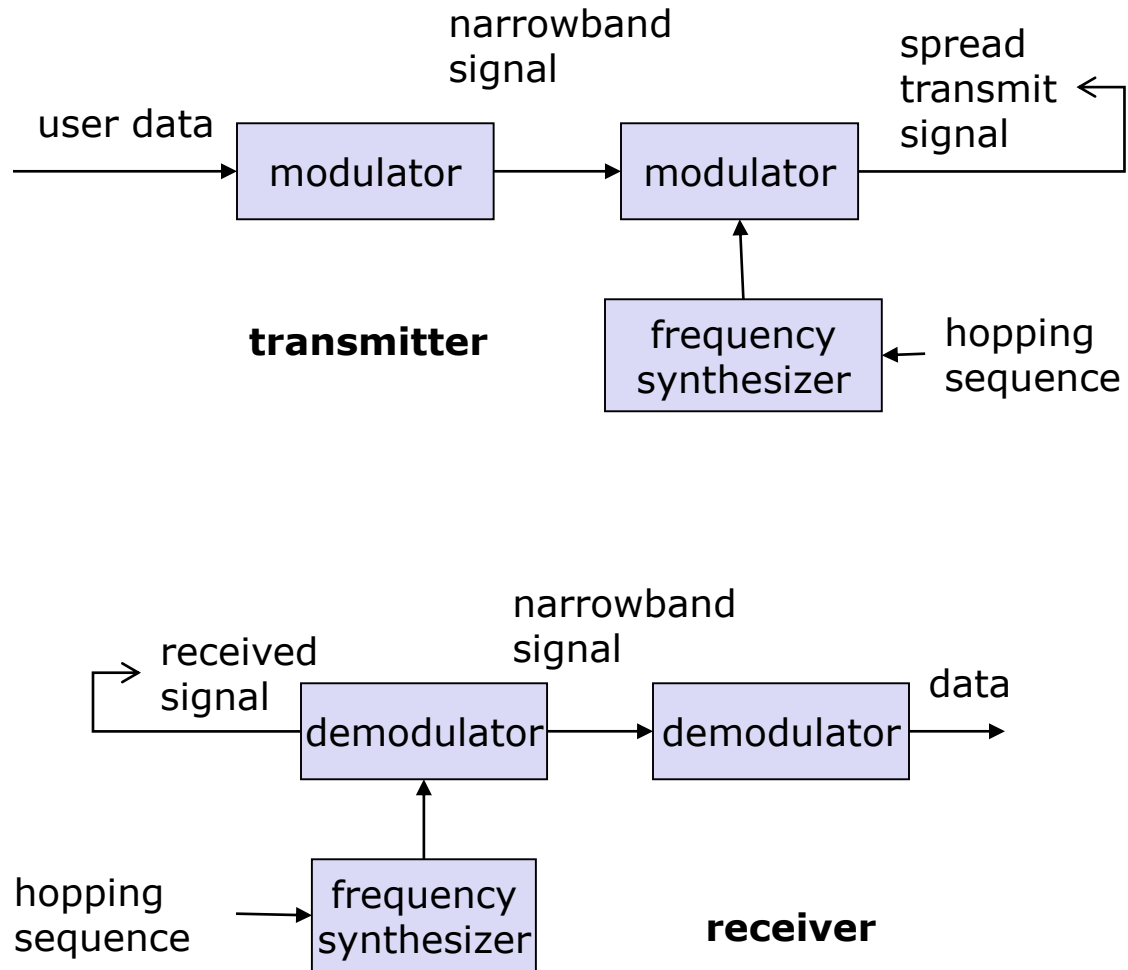 narrowband
signal
spread
transmit
signal
user data
modulator
modulator
transmitter
frequency
synthesizer
hopping
sequence
narrowband
signal
received
signal
data
demodulator
demodulator
hopping
sequence
frequency
synthesizer
receiver